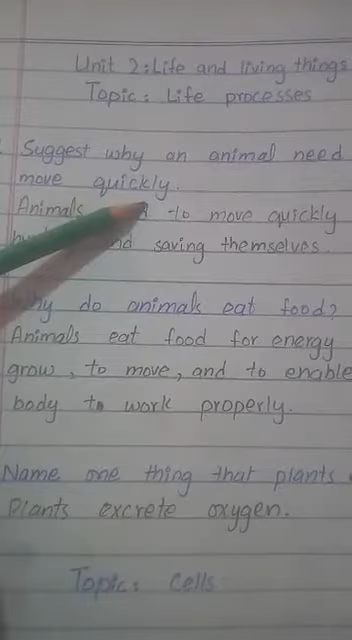 Unit 2: Life and living things
Topic: Life processes
Suggest why an animal need
move quickly.
Animals to move quickly
saving themselves.
Why do animals eat food?
Animals eat food for energy
grow, to move, and to enable
body to work properly.
Name one thing that plants
Plants excrete oxygen.
Topic: Cells